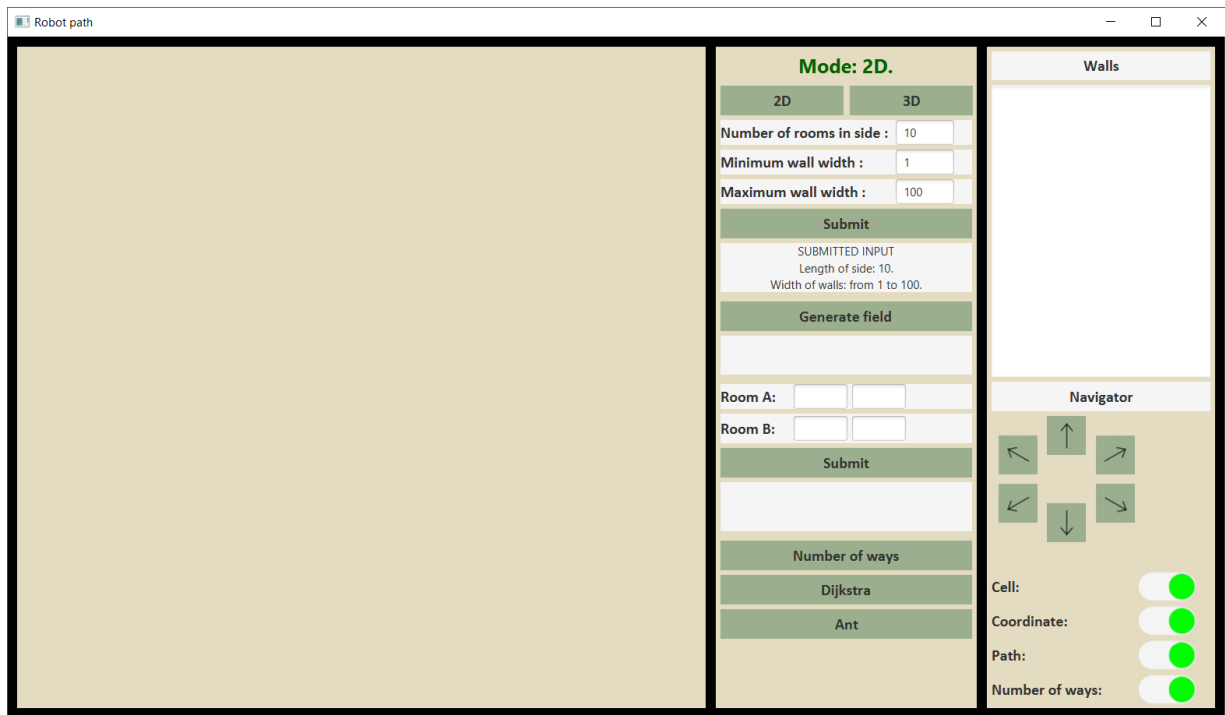 Robot path
Mode: 2D.
2D 3D
Number of rooms in side : 10
Minimum wall width : 1
Maximum wall width : 100
Submit
SUBMITTED INPUT
Length of side: 10.
Width of walls: from 1 to 100.
Generate field
Room A:
Room B:
Submit
Number of ways
Dijkstra
Ant
Walls
Navigator
Cell:
Coordinate:
Path:
Number of ways: